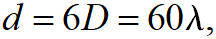 d = 6D = 60λ,